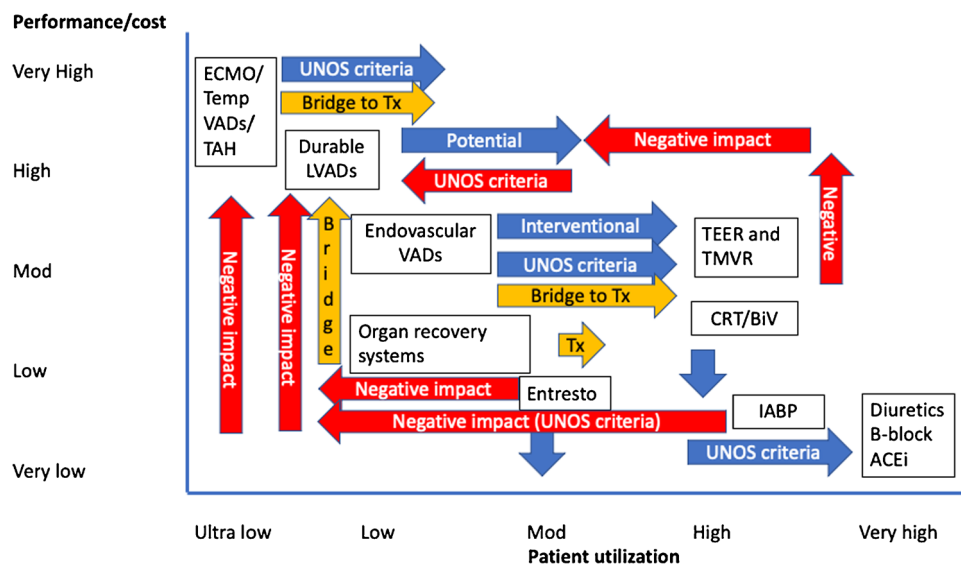 Performance/cost
Very High
High
Mod
Low
Very low
ECMO/
Temp
VADs/
TAH
UNOS criteria
Bridge to Tx
Durable
LVADs
Potential
Negative impact
UNOS criteria
Negative impact
Negative impact
Bridge
Endovascular
VADs
Interventional
UNOS criteria
Bridge to Tx
TEER and
TMVR
Negative
CRT/BiV
Organ recovery
systems
Tx
Negative impact
Entresto
Negative impact (UNOS criteria)
IABP
UNOS criteria
Diuretics
B-block
ACEi
Ultra low
Low
Mod
High
Very high
Patient utilization